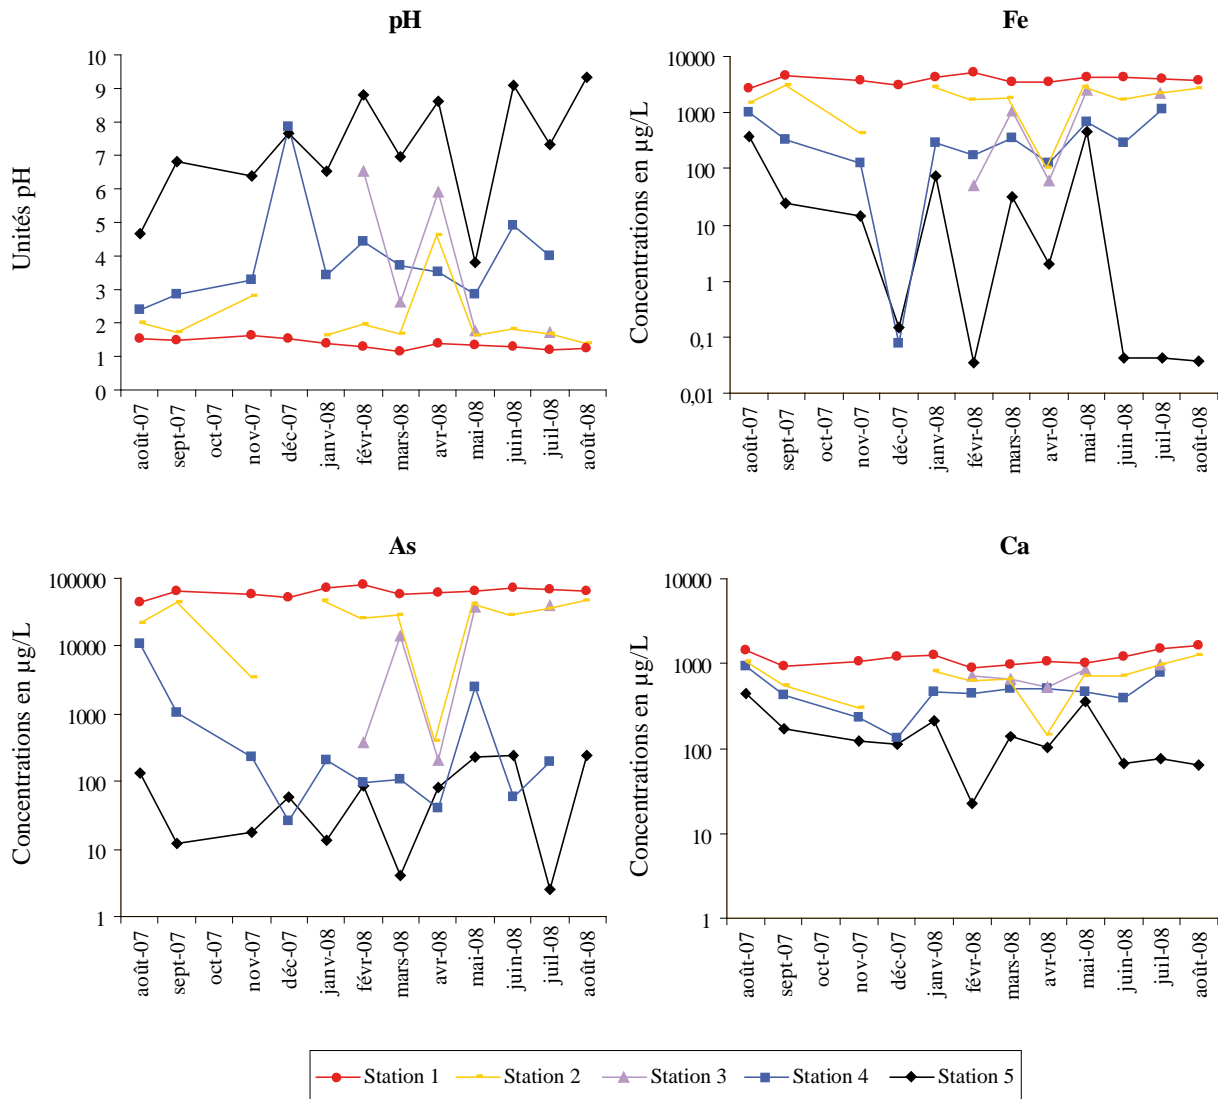 pH
Unités pH
10
9
8
7
6
5
4
3
2
1
0
août-07
sept-07
oct-07
nov-07
déc-07
janv-08
févr-08
mars-08
avr-08
mai-08
juin-08
juil-08
août-08
Fe
Concentrations en µg/L
10000
1000
100
10
1
0,1
0,01
août-07
sept-07
oct-07
nov-07
déc-07
janv-08
févr-08
mars-08
avr-08
mai-08
juin-08
juil-08
août-08
As
Concentrations en µg/L
100000
10000
1000
100
10
1
août-07
sept-07
oct-07
nov-07
déc-07
janv-08
févr-08
mars-08
avr-08
mai-08
juin-08
juil-08
août-08
Ca
Concentrations en µg/L
10000
1000
100
10
1
août-07
sept-07
oct-07
nov-07
déc-07
janv-08
févr-08
mars-08
avr-08
mai-08
juin-08
juil-08
août-08
Station 1 Station 2 Station 3 Station 4 Station 5